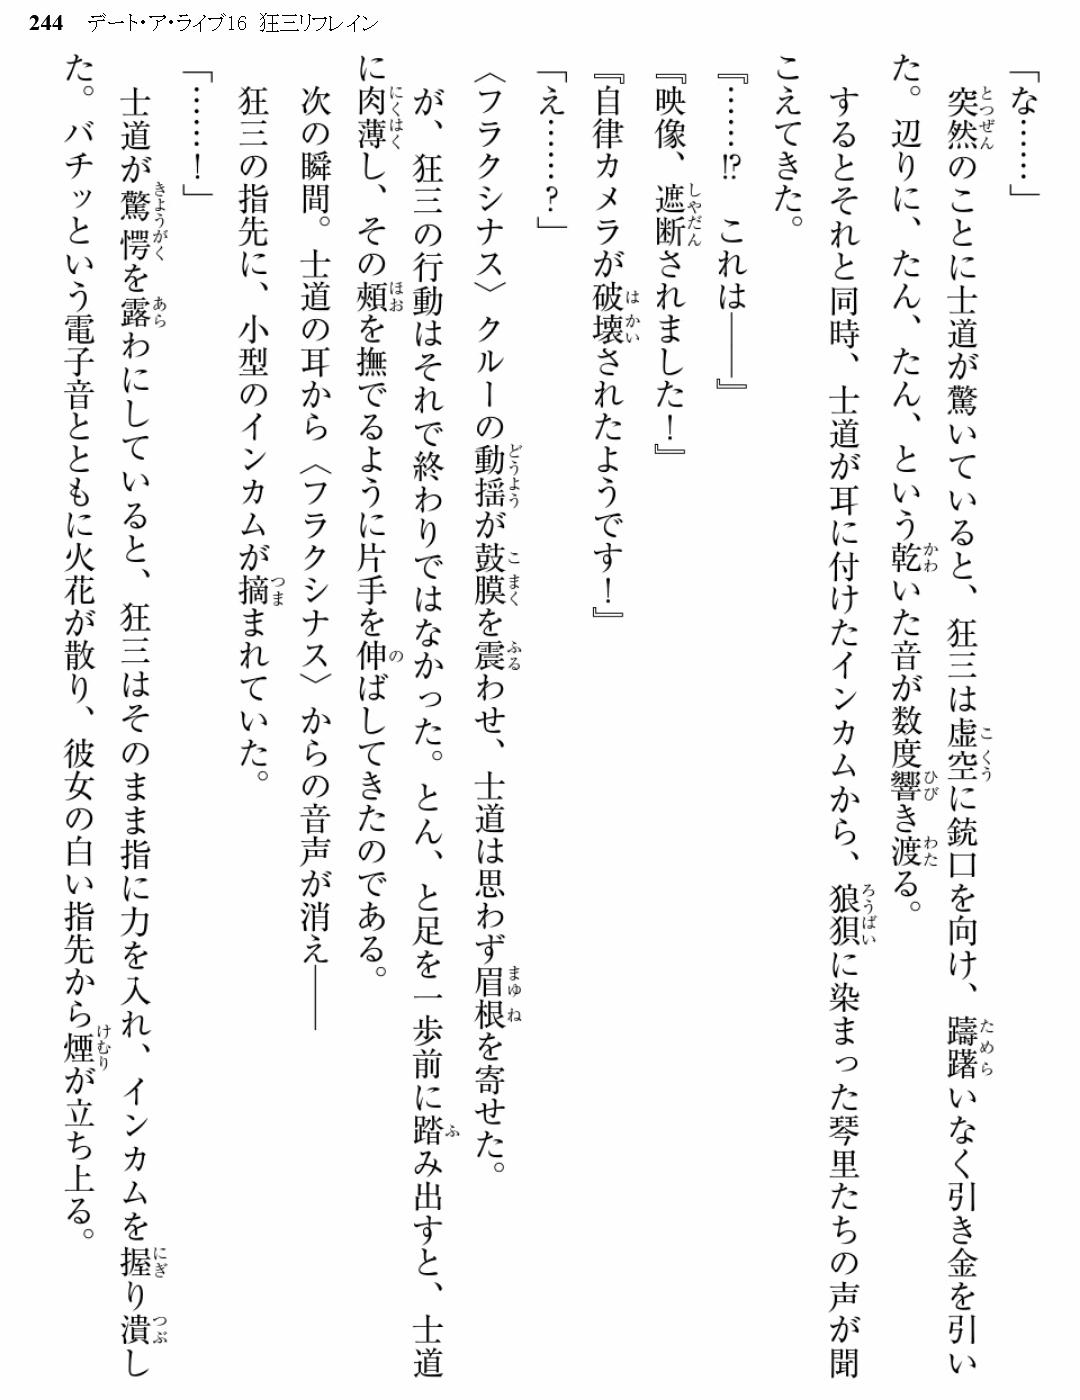 244 デート・ア・ライブ16 狂三リフレイン
「な……」
　突然のことに士道が驚いていると、狂三は虚空に銃口を向け、躊躇いなく引き金を引い
た。辺りに、たん、たん、という乾いた音が数度響き渡る。
　するとそれと同時、士道が耳に付けたインカムから、狼狽に染まった琴里たちの声が聞
こえてきた。
『……!?　これは――』
『映像、遮断されました！』
『自律カメラが破壊されたようです！』
「え……？」
〈フラクシナス〉クルーの動揺が鼓膜を震わせ、士道は思わず眉根を寄せた。
　が、狂三の行動はそれで終わりではなかった。とん、と足を一歩前に踏み出すと、士道
に肉薄し、その頰を撫でるように片手を伸ばしてきたのである。
　次の瞬間。士道の耳から〈フラクシナス〉からの音声が消え――
　狂三の指先に、小型のインカムが摘まれていた。
「……！」
　士道が驚愕を露わにしていると、狂三はそのまま指に力を入れ、インカムを握り潰し
た。バチッという電子音とともに火花が散り、彼女の白い指先から煙が立ち上る。